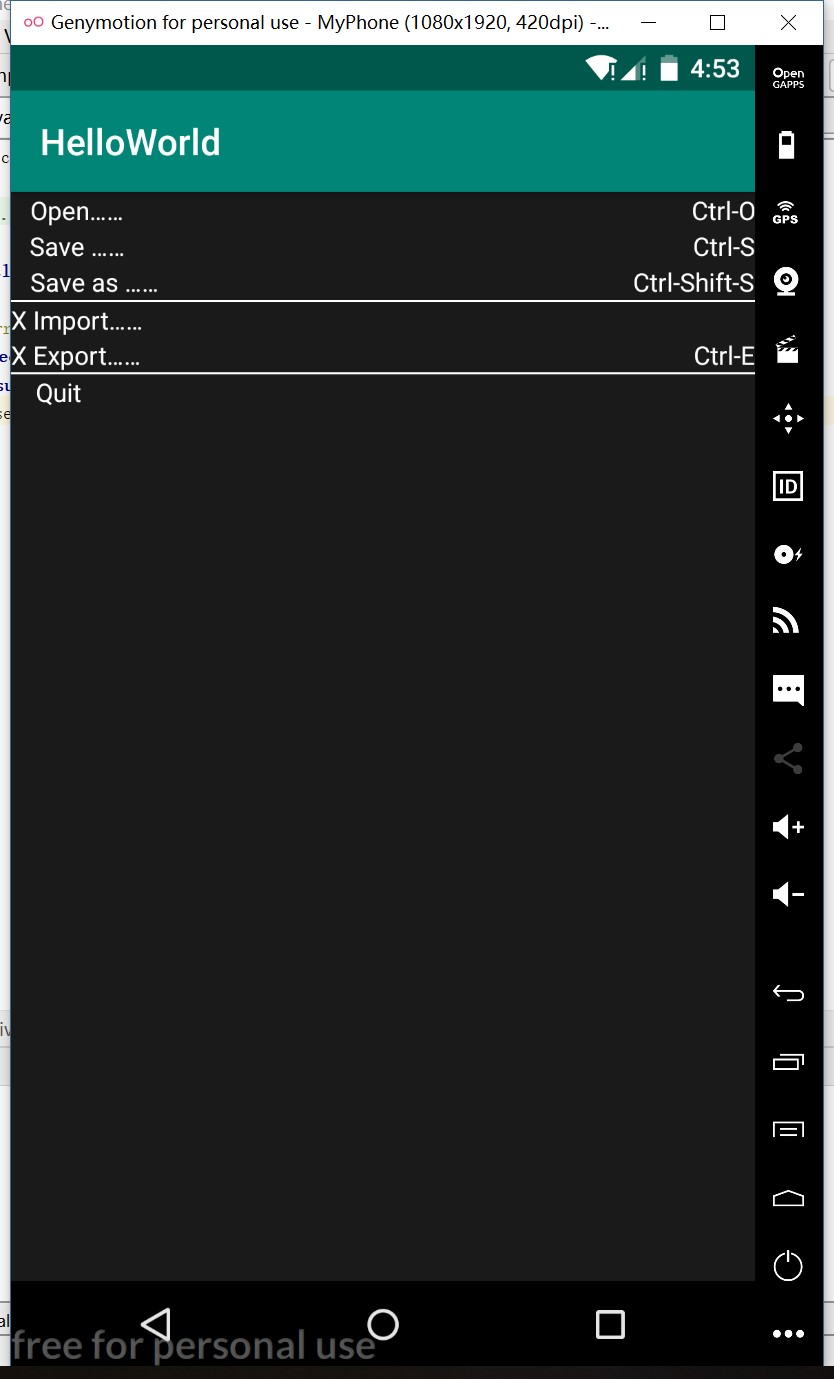 Genymotion for personal use - MyPhone (1080x1920, 420dpi) -...
4:53
Open
GAPPS
HelloWorld
GPS
Open...... Ctrl-O
Save ...... Ctrl-S
Save as ...... Ctrl-Shift-S
X Import......
X Export...... Ctrl-E
Quit
ID
free for personal use